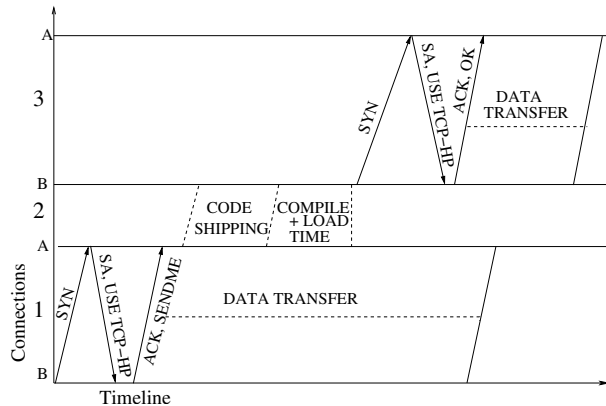 A
3
SYN
SA, USE TCP−HP
ACK, OK
DATA
TRANSFER
B
2
CODE
SHIPPING
COMPILE
+ LOAD
TIME
A
Connections
1
SYN
SA, USE TCP−HP
ACK, SENDME
DATA TRANSFER
B
Timeline